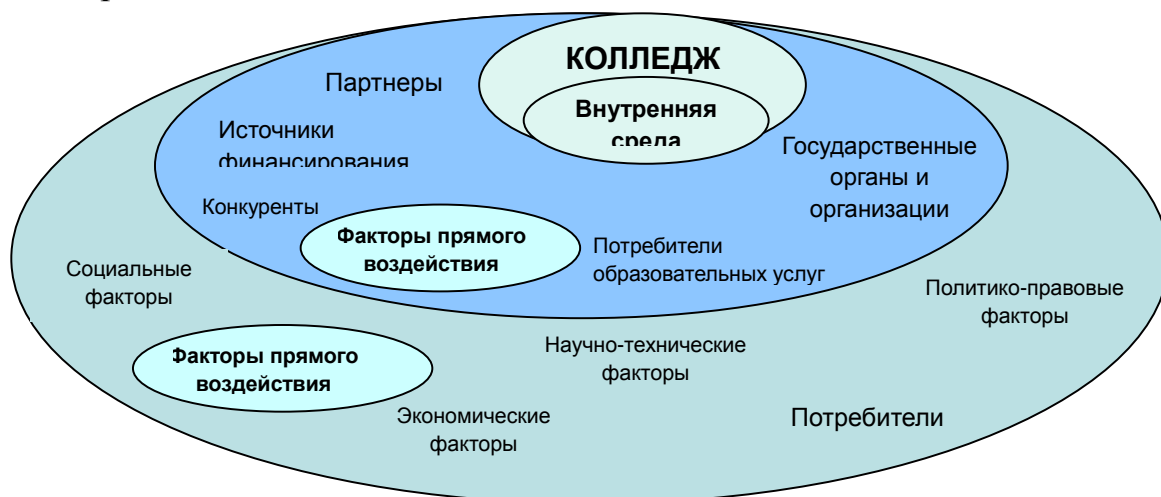 КОЛЛЕДЖ
Внутренняя
среда
Партнеры
Источники
финансирования
Государственные
органы и
организации
Конкуренты
Факторы прямого
воздействия
Потребители
образовательных услуг
Социальные
факторы
Политико-правовые
факторы
Научно-технические
факторы
Факторы прямого
воздействия
Экономические
факторы
Потребители